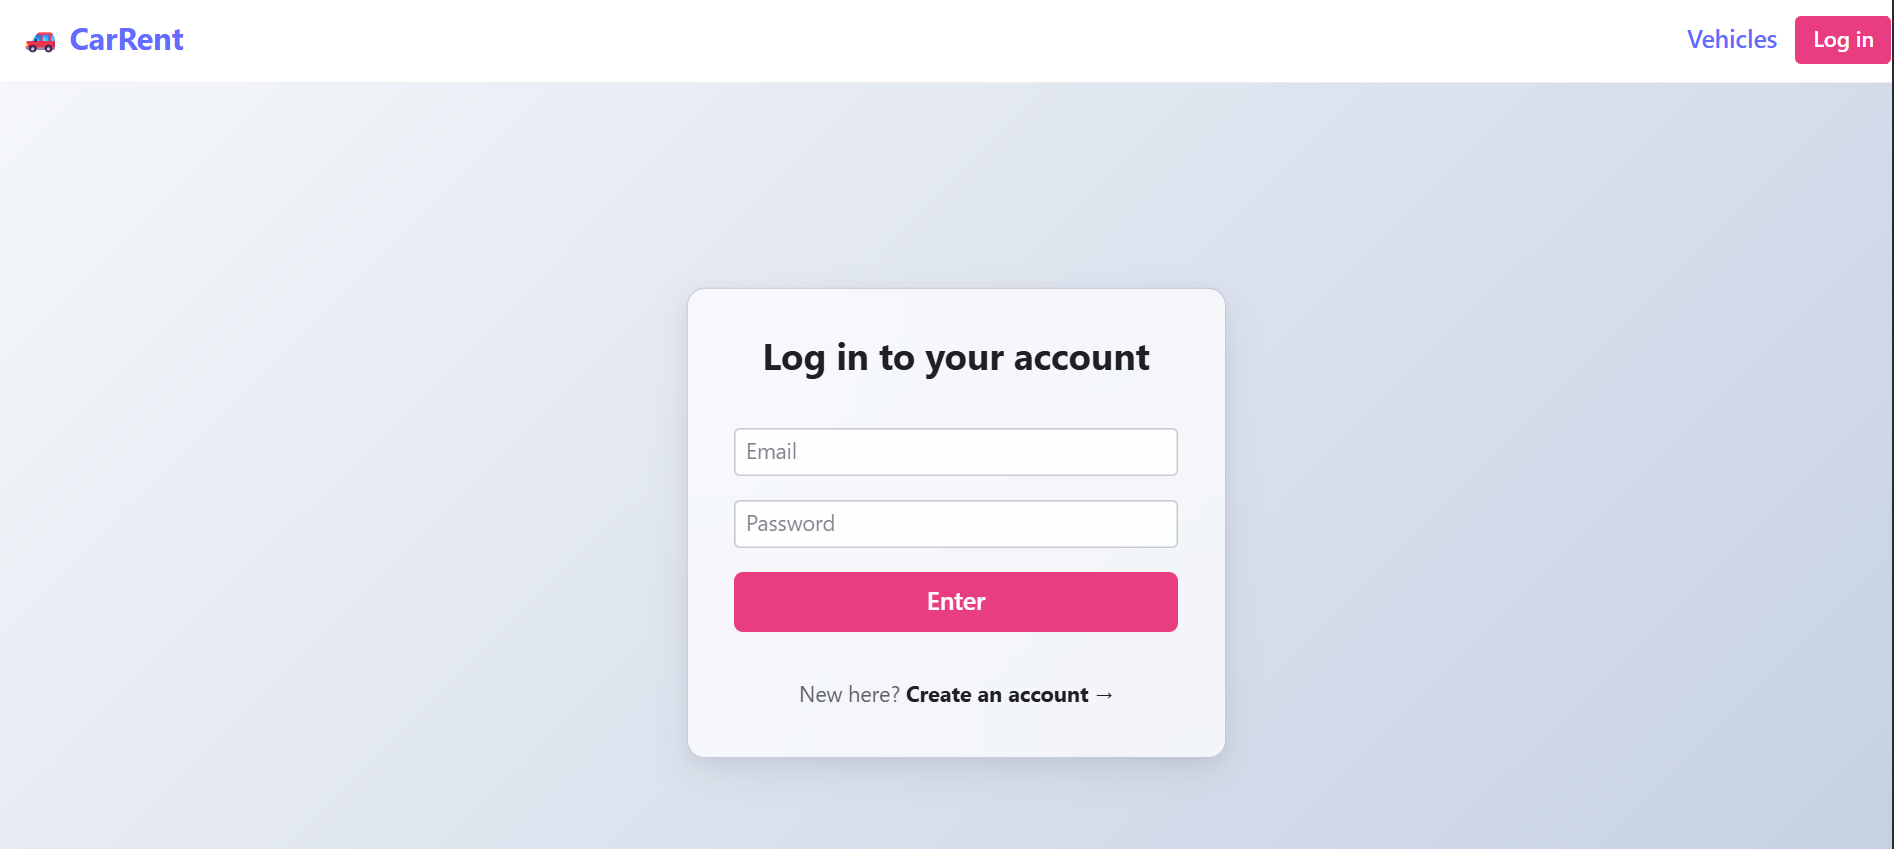 CarRent
Vehicles
Log in
Log in to your account
Email
Password
Enter
New here? Create an account →